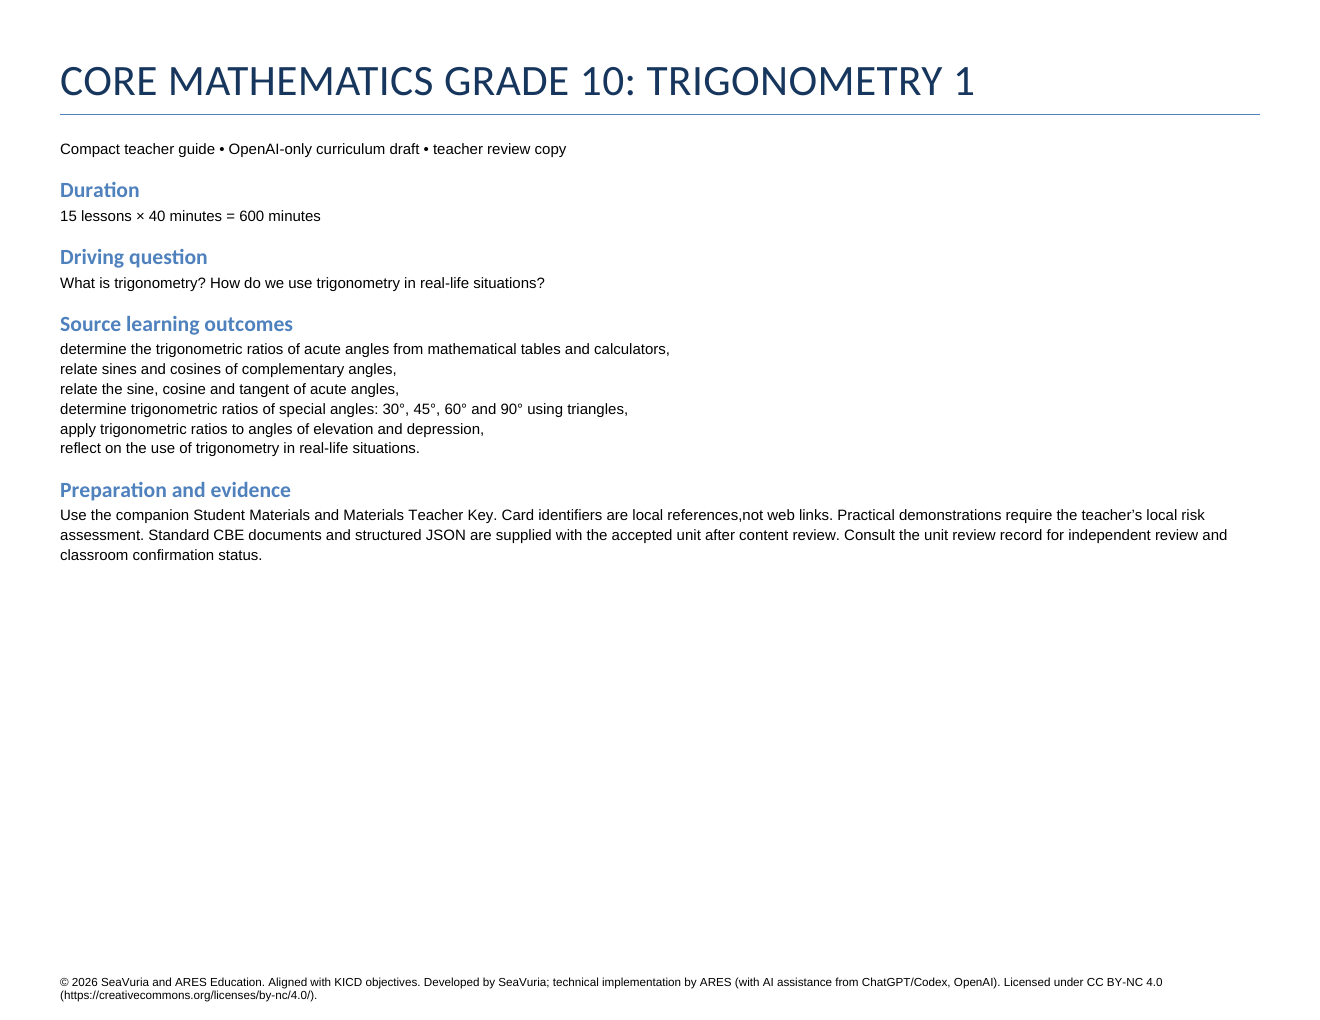 CORE MATHEMATICS GRADE 10: TRIGONOMETRY 1
Compact teacher guide • OpenAI-only curriculum draft • teacher review copy
Duration
15 lessons × 40 minutes = 600 minutes
Driving question
What is trigonometry? How do we use trigonometry in real-life situations?
Source learning outcomes
determine the trigonometric ratios of acute angles from mathematical tables and calculators,
relate sines and cosines of complementary angles,
relate the sine, cosine and tangent of acute angles,
determine trigonometric ratios of special angles: 30°, 45°, 60° and 90° using triangles,
apply trigonometric ratios to angles of elevation and depression,
reflect on the use of trigonometry in real-life situations.
Preparation and evidence
Use the companion Student Materials and Materials Teacher Key. Card identifiers are local references,not web links. Practical demonstrations require the teacher’s local risk
assessment. Standard CBE documents and structured JSON are supplied with the accepted unit after content review. Consult the unit review record for independent review and
classroom confirmation status.
© 2026 SeaVuria and ARES Education. Aligned with KICD objectives. Developed by SeaVuria; technical implementation by ARES (with AI assistance from ChatGPT/Codex, OpenAI). Licensed under CC BY-NC 4.0
(https://creativecommons.org/licenses/by-nc/4.0/).